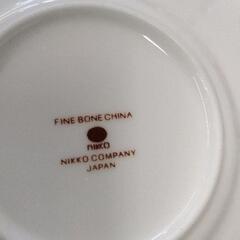 FINE BONE CHINA
NIKKO
NIKKO COMPANY
JAPAN